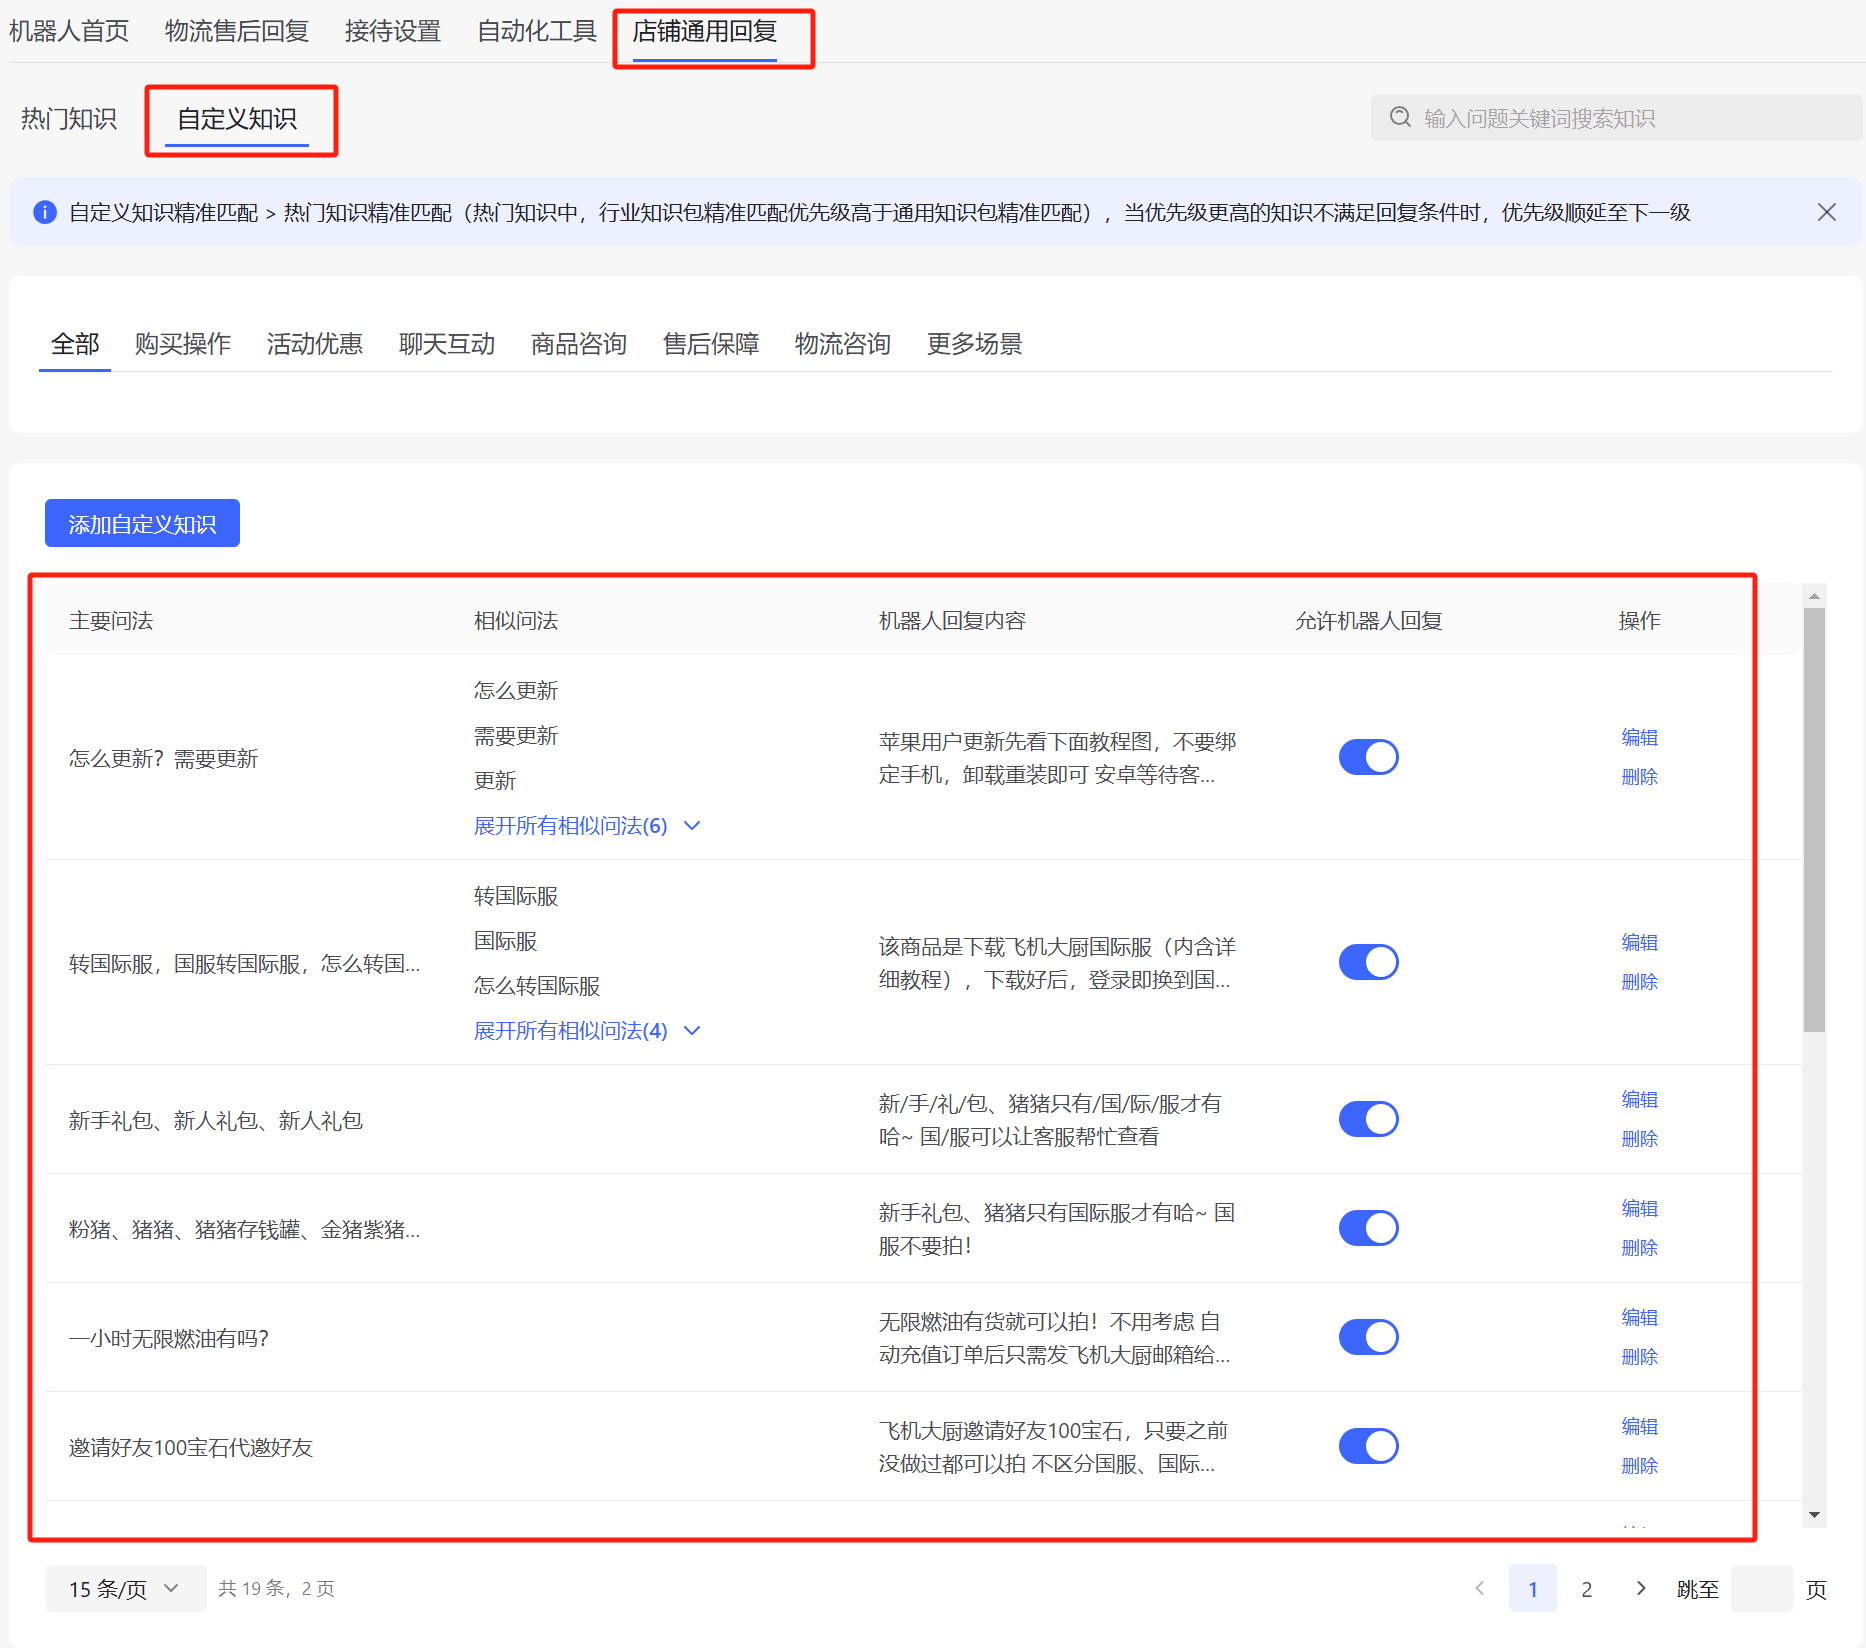 机器人首页 物流售后回复 接待设置 自动化工具 店铺通用回复
热门知识 自定义知识 输入问题关键词搜索知识
自定义知识精准匹配 > 热门知识精准匹配（热门知识中，行业知识包精准匹配优先级高于通用知识包精准匹配），当优先级更高的知识不满足回复条件时，优先级顺延至下一级
全部 购买操作 活动优惠 聊天互动 商品咨询 售后保障 物流咨询 更多场景
添加自定义知识
主要问法 相似问法 机器人回复内容 允许机器人回复 操作
怎么更新？需要更新
怎么更新
需要更新
更新
展开所有相似问法(6)
苹果用户更新先看下面教程图，不要绑
定手机，卸载重装即可 安卓等待客...
编辑
删除
转国际服，国服转国际服，怎么转国...
转国际服
国际服
怎么转国际服
展开所有相似问法(4)
该商品是下载飞机大厨国际服（内含详
细教程），下载好后，登录即换到国...
编辑
删除
新手礼包、新人礼包、新人礼包
新/手/礼/包、猪猪只有/国/际/服才有
哈~ 国/服可以让客服帮忙查看
编辑
删除
粉猪、猪猪、猪猪存钱罐、金猪紫猪...
新手礼包、猪猪只有国际服才有哈~ 国
服不要拍！
编辑
删除
一小时无限燃油有吗？
无限燃油有货就可以拍！不用考虑 自
动充值订单后只需发飞机大厨邮箱给...
编辑
删除
邀请好友100宝石代邀好友
飞机大厨邀请好友100宝石，只要之前
没做过都可以拍 不区分国服、国际...
编辑
删除
15 条/页 共 19 条，2 页 1 2 跳至 页